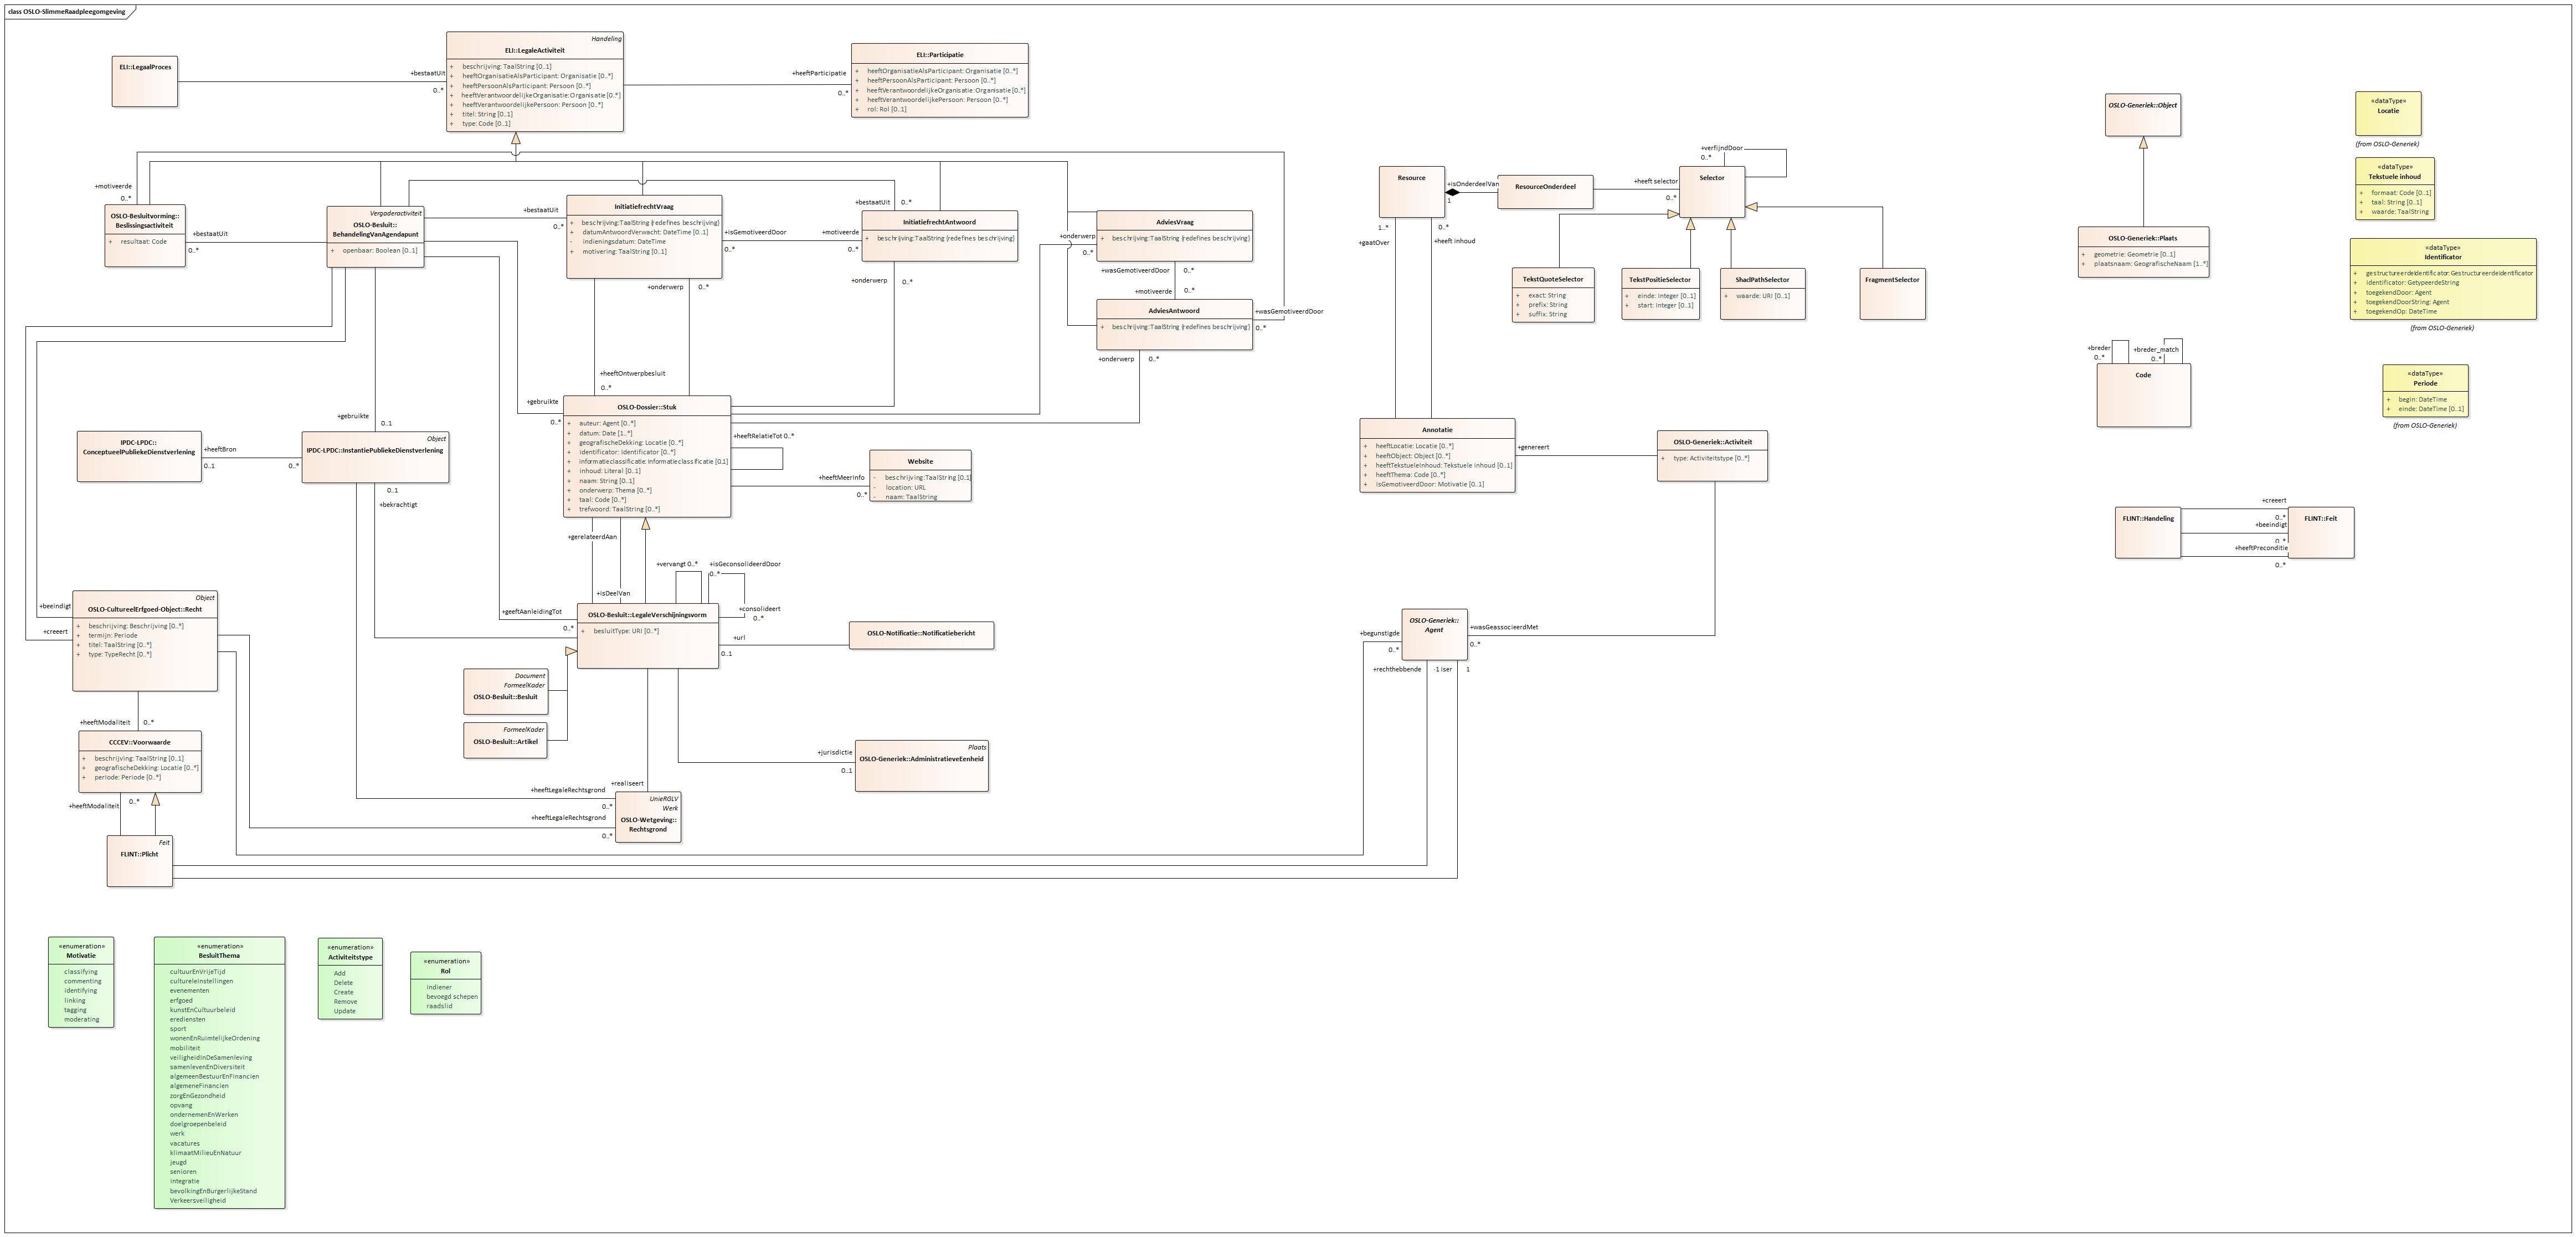 class OSLO-SlimmeRaadpleegomgeving
ELI::LegaalProces
+bestaatUit
0..*
Handeling
ELI::LegaleActiviteit
+ beschrijving: TaalString [0..1]
+ heeftOrganisatieAlsParticipant: Organisatie [0..*]
+ heeftPersoonAlsParticipant: Persoon [0..*]
+ heeftVerantwoordelijkeOrganisatie: Organisatie [0..*]
+ heeftVerantwoordelijkePersoon: Persoon [0..*]
+ titel: String [0..1]
+ type: Code [0..1]
+heeftParticipatie
0..*
ELI::Participatie
+ heeftOrganisatieAlsParticipant: Organisatie [0..*]
+ heeftPersoonAlsParticipant: Persoon [0..*]
+ heeftVerantwoordelijkeOrganisatie: Organisatie [0..*]
+ heeftVerantwoordelijkePersoon: Persoon [0..*]
+ rol: Rol [0..1]
+motiveerde
0..*
OSLO-Besluitvorming::
Beslissingsactiviteit
+ resultaat: Code
+bestaatUit
0..*
Vergaderactiviteit
OSLO-Besluit::
BehandelingVanAgendapunt
+ openbaar: Boolean [0..1]
+bestaatUit
0..*
InitiatiefrechtVraag
+ beschrijving: TaalString {redefines beschrijving}
+ datumAntwoordVerwacht: DateTime [0..1]
- indieningsdatum: DateTime
+ motivering: TaalString [0..1]
+isGemotiveerdDoor
0..*
+motiveerde
0..*
+bestaatUit
0..*
InitiatiefrechtAntwoord
+ beschrijving: TaalString {redefines beschrijving}
+onderwerp
0..*
+onderwerp
0..*
+onderwerp
0..*
AdviesVraag
+ beschrijving: TaalString {redefines beschrijving}
+wasGemotiveerdDoor
0..*
+motiveerde
0..*
AdviesAntwoord
+ beschrijving: TaalString {redefines beschrijving}
+wasGemotiveerdDoor
0..*
+onderwerp
0..*
+heeftOntwerpbesluit
0..*
+gebruikte
0..*
OSLO-Dossier::Stuk
+ auteur: Agent [0..*]
+ datum: Date [1..*]
+ geografischeDekking: Locatie [0..*]
+ identificator: Identificator [0..*]
+ informatieclassificatie: Informatieclassificatie [0..1]
+ inhoud: Literal [0..1]
+ naam: String [0..1]
+ onderwerp: Thema [0..*]
+ taal: Code [0..*]
+ trefwoord: TaalString [0..*]
+heeftRelatieTot 0..*
+heeftMeerInfo
0..*
Website
- beschrijving: TaalString [0..1]
- location: URL
- naam: TaalString
+gebruikte
0..1
IPDC-LPDC::
ConceptueelPubliekeDienstverlening
+heeftBron
0..1
0..*
Object
IPDC-LPDC::InstantiePubliekeDienstverlening
0..1
+bekrachtigt
+gerelateerdAan
+isDeelVan
+vervangt 0..*
+isGeconsolideerdDoor
0..*
+consolideert
0..*
+geeftAanleidingTot
0..*
OSLO-Besluit::LegaleVerschijningsvorm
+ besluitType: URI [0..*]
+url
0..1
OSLO-Notificatie::Notificatiebericht
+beeindigt
+creeert
Object
OSLO-CultureelErfgoed-Object::Recht
+ beschrijving: Beschrijving [0..*]
+ termijn: Periode
+ titel: TaalString [0..*]
+ type: TypeRecht [0..*]
Document
FormeelKader
OSLO-Besluit::Besluit
FormeelKader
OSLO-Besluit::Artikel
+jurisdictie
0..1
Plaats
OSLO-Generiek::AdministratieveEenheid
+heeftModaliteit 0..*
CCCEV::Voorwaarde
+ beschrijving: TaalString [0..1]
+ geografischeDekking: Locatie [0..*]
+ periode: Periode [0..*]
+heeftModaliteit
0..*
Feit
FLINT::Plicht
+realiseert
+heeftLegaleRechtsgrond
0..*
+heeftLegaleRechtsgrond
0..*
UnieRGLV
Werk
OSLO-Wetgeving::
Rechtsgrond
Resource
+isOnderdeelVan
1
ResourceOnderdeel
+heeft selector
0..*
Selector
+verfijndDoor
0..*
1..*
+gaatOver
0..*
+heeft inhoud
TekstQuoteSelector
+ exact: String
+ prefix: String
+ suffix: String
TekstPositieSelector
+ einde: Integer [0..1]
+ start: Integer [0..1]
ShaclPathSelector
+ waarde: URI [0..1]
FragmentSelector
Annotatie
+ heeftLocatie: Locatie [0..*]
+ heeftObject: Object [0..*]
+ heeftTekstueleInhoud: Tekstuele inhoud [0..1]
+ heeftThema: Code [0..*]
+ isGemotiveerdDoor: Motivatie [0..1]
+genereert
OSLO-Generiek::Activiteit
+ type: Activiteitstype [0..*]
OSLO-Generiek::
Agent
+wasGeassocieerdMet
0..*
+begunstigde
0..*
+rechthebbende
1
OSLO-Generiek::Object
OSLO-Generiek::Plaats
+ geometrie: Geometrie [0..1]
+ plaatsnaam: GeografischeNaam [1..*]
+breder
0..*
+breder_match
0..*
Code
FLINT::Handeling
+creeert
0..*
+beeindigt
0..*
+heeftPreconditie
0..*
FLINT::Feit
«dataType»
Locatie
(from OSLO-Generiek)
«dataType»
Tekstuele inhoud
+ formaat: Code [0..1]
+ taal: String [0..1]
+ waarde: TaalString
«dataType»
Identificator
+ gestructureerdeIdentificator: GestructureerdeIdentificator
+ identificator: GetypeerdeString
+ toegekendDoor: Agent
+ toegekendDoorString: Agent
+ toegekendOp: DateTime
(from OSLO-Generiek)
«dataType»
Periode
+ begin: DateTime
+ einde: DateTime [0..1]
(from OSLO-Generiek)
«enumeration»
Motivatie
classifying
commenting
identifying
linking
tagging
moderating
«enumeration»
BesluitThema
cultuurEnVrijeTijd
cultureleInstellingen
evenementen
erfgoed
kunstEnCultuurbeleid
erediensten
sport
wonenEnRuimtelijkeOrdening
mobiliteit
veiligheidInDeSamenleving
samenlevenEnDiversiteit
algemeenBestuurEnFinancien
algemeneFinancien
zorgEnGezondheid
opvang
ondernemenEnWerken
doelgroepenbeleid
werk
vacatures
klimaatMilieuEnNatuur
jeugd
senioren
integratie
bevolkingEnBurgerlijkeStand
Verkeersveiligheid
«enumeration»
Activiteitstype
Add
Delete
Create
Remove
Update
«enumeration»
Rol
indiener
bevoegd schepen
raadslid